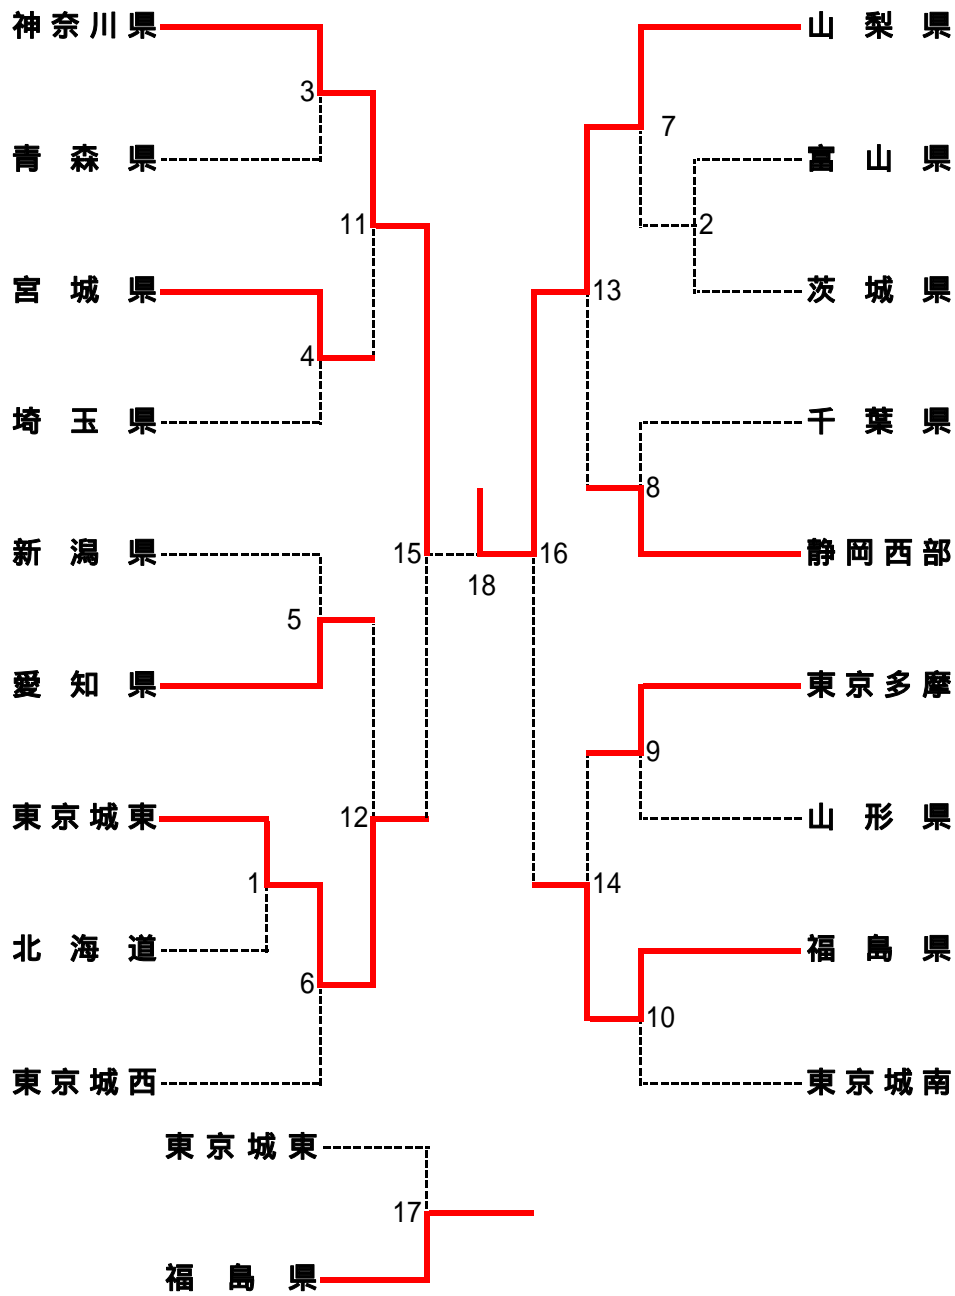 神奈川県
山梨県
3
7
青森県
富山県
11
2
宮城県
13
茨城県
4
埼玉県
千葉県
8
新潟県
15
16
静岡西部
18
5
愛知県
東京多摩
9
東京城東
12
山形県
1
14
北海道
福島県
6
10
東京城西
東京城南
東京城東
17
福島県